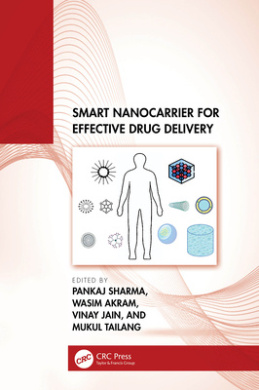 SMART NANOCARRIER FOR
EFFECTIVE DRUG DELIVERY
EDITED BY
PANKAJ SHARMA,
WASIM AKRAM,
VINAY JAIN, AND
MUKUL TAILANG
CRC
CRC Press
Taylor & Francis Group